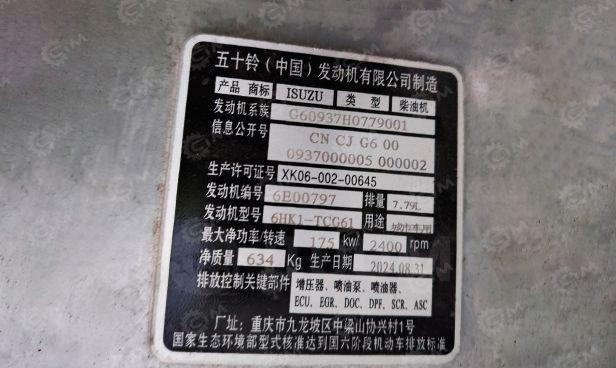 五十铃（中国）发动机有限公司制造
产品 商标 ISUZU 类 型 柴油机
发动机系族 G60937H0779001
信息公开号 CN CJ G6 00
0937000005 000002
生产许可证号 XK06-002-00645
发动机编号 6E00797 排量 7.79L
发动机型号 6HK1-TCG61 用途 城市车用
最大净功率/转速 175 kw/ 2400 rpm
净质量 634 Kg 生产日期 2024.08.31
排放控制关键部件 增压器、喷油泵、喷油器、
ECU、EGR、DOC、DPF、SCR、ASC
厂址：重庆市九龙坡区中梁山协兴村1号
国家生态环境部型式核准达到国六阶段机动车排放标准